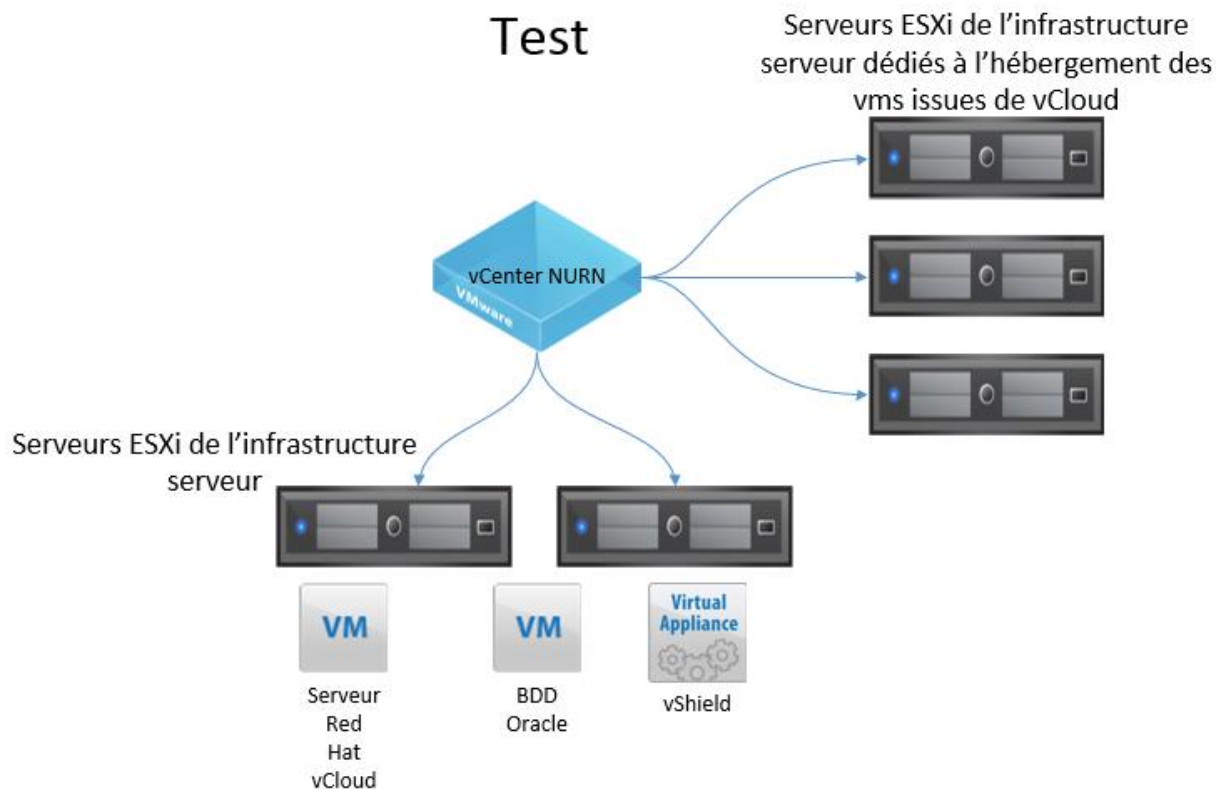 Test
Serveurs ESXi de l'infrastructure
serveur dédiés à l'hébergement des
vms issues de vCloud
vCenter NURN
VMware
Serveurs ESXi de l'infrastructure
serveur
VM
Serveur
Red
Hat
vCloud
VM
BDD
Oracle
Virtual
Appliance
vShield